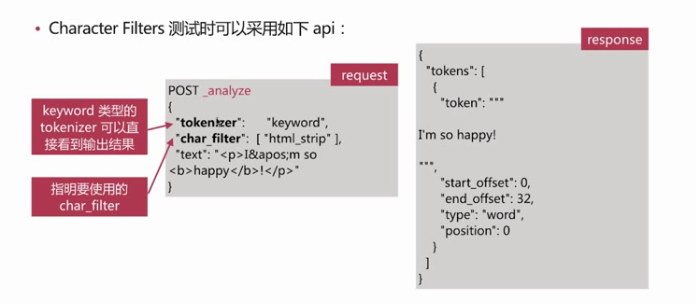 • Character Filters 测试时可以采用如下 api：
request
POST _analyze
{
"tokenizer": "keyword",
"char_filter": [ "html_strip" ],
"text": "<p>I&apos;m so
<b>happy</b>!</p>"
}
keyword 类型的
tokenizer 可以直
接看到输出结果
指明要使用的
char_filter
response
{
"tokens": [
{
"token": """
I'm so happy!
""",
"start_offset": 0,
"end_offset": 32,
"type": "word",
"position": 0
}
]
}